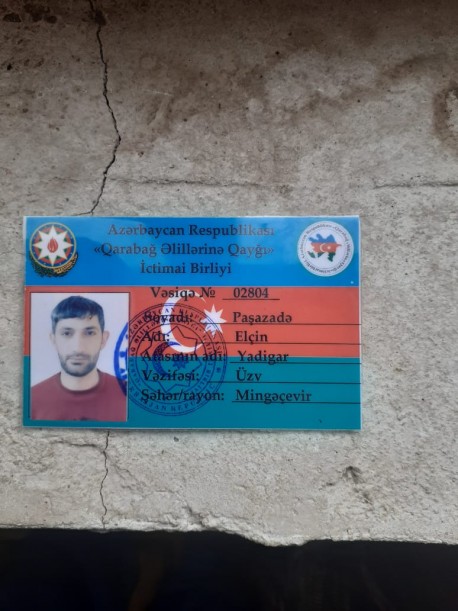 Azərbaycan Respublikası
«Qarabağ Əlillərinə Qayğı»
İctimai Birliyi
Vəsiqə № 02804
Soyadı: Paşazadə
Adı: Elçin
Atasının adı: Yadigar
Vəzifəsi: Üzv
Şəhər/rayon: Mingəçevir